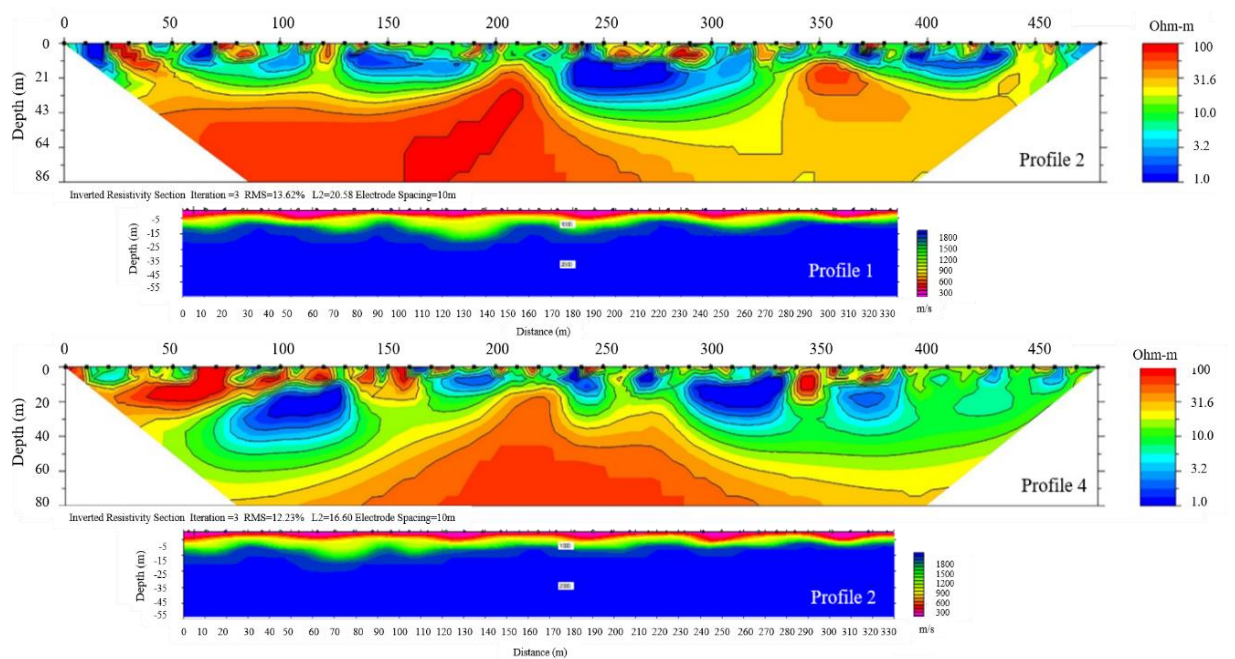 0 50 100 150 200 250 300 350 400 450
Ohm-m
Depth (m)
0
21
43
64
86
100
31.6
10.0
3.2
1.0
Profile 2
Inverted Resistivity Section Iteration =3 RMS=13.62% L2=20.58 Electrode Spacing=10m
Depth (m)
-5
-15
-25
-35
-45
-55
Profile 1
1800
1500
1200
900
600
300
m/s
0 10 20 30 40 50 60 70 80 90 100 110 120 130 140 150 160 170 180 190 200 210 220 230 240 250 260 270 280 290 300 310 320 330
Distance (m)
0 50 100 150 200 250 300 350 400 450
Ohm-m
Depth (m)
0
20
40
60
80
100
31.6
10.0
3.2
1.0
Profile 4
Inverted Resistivity Section Iteration =3 RMS=12.23% L2=16.60 Electrode Spacing=10m
Depth (m)
-5
-15
-25
-35
-45
-55
Profile 2
1800
1500
1200
900
600
300
m/s
0 10 20 30 40 50 60 70 80 90 100 110 120 130 140 150 160 170 180 190 200 210 220 230 240 250 260 270 280 290 300 310 320 330
Distance (m)